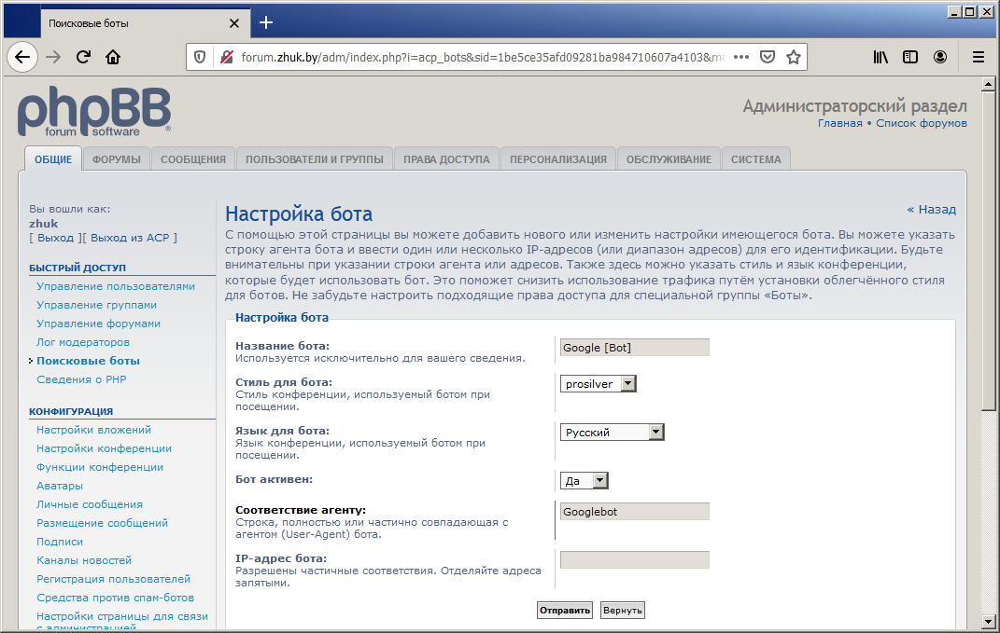 Поисковые боты
forum.zhuk.by/adm/index.php?i=acp_bots&sid=1be5ce35afd09281ba984710607a4103&mo
phpBB®
forum software
Администраторский раздел
Главная • Список форумов
ОБЩИЕ ФОРУМЫ СООБЩЕНИЯ ПОЛЬЗОВАТЕЛИ И ГРУППЫ ПРАВА ДОСТУПА ПЕРСОНАЛИЗАЦИЯ ОБСЛУЖИВАНИЕ СИСТЕМА
Вы вошли как:
zhuk
[ Выход ][ Выход из ACP ]
БЫСТРЫЙ ДОСТУП
Управление пользователями
Управление группами
Управление форумами
Лог модераторов
Поисковые боты
Сведения о PHP
КОНФИГУРАЦИЯ
Настройки вложений
Настройки конференции
Функции конференции
Аватары
Личные сообщения
Размещение сообщений
Подписи
Каналы новостей
Регистрация пользователей
Средства против спам-ботов
Настройки страницы для связи
с администрацией
« Назад
Настройка бота
С помощью этой страницы вы можете добавить нового или изменить настройки имеющегося бота. Вы можете указать
строку агента бота и ввести один или несколько IP-адресов (или диапазон адресов) для его идентификации. Будьте
внимательны при указании строки агента или адресов. Также здесь можно указать стиль и язык конференции,
которые будет использовать бот. Это поможет снизить использование трафика путём установки облегчённого стиля
для ботов. Не забудьте настроить подходящие права доступа для специальной группы «Боты».
Настройка бота
Название бота:
Используется исключительно для вашего сведения.
Google [Bot]
Стиль для бота:
Стиль конференции, используемый ботом при
посещении.
prosilver
Язык для бота:
Язык конференции, используемый ботом при
посещении.
Русский
Бот активен:
Да
Соответствие агенту:
Строка, полностью или частично совпадающая с
агентом (User-Agent) бота.
Googlebot
IP-адрес бота:
Разрешены частичные соответствия. Отделяйте адреса
запятыми.
Отправить Вернуть